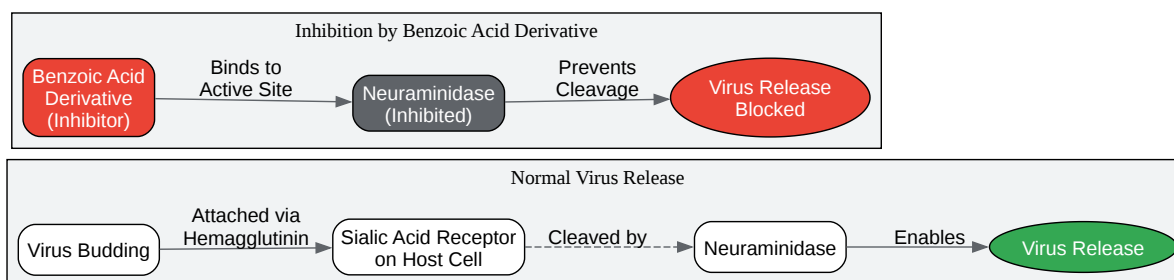 Inhibition by Benzoic Acid Derivative
Benzoic Acid
Derivative
(Inhibitor)
Binds to
Active Site
Neuraminidase
(Inhibited)
Prevents
Cleavage
Virus Release
Blocked
Normal Virus Release
Virus Budding
Attached via
Hemagglutinin
Sialic Acid Receptor
on Host Cell
Cleaved by
Neuraminidase
Enables
Virus Release